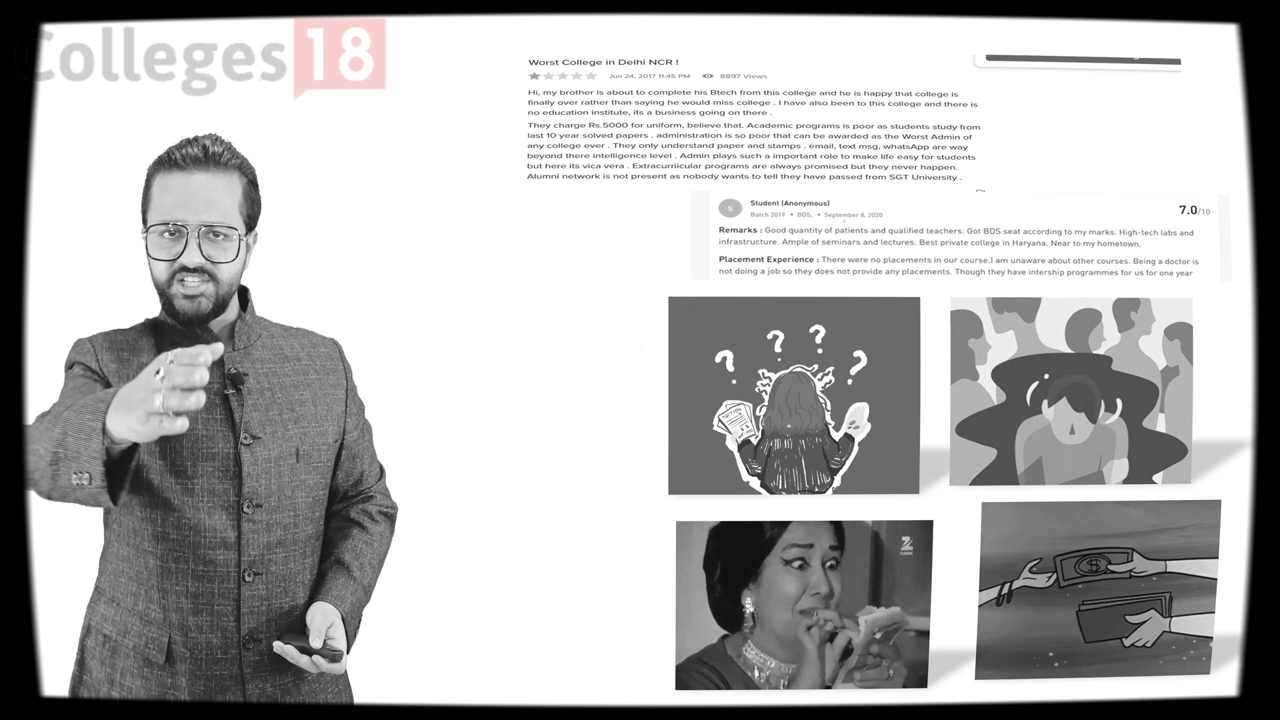 Colleges 18
Worst College in Delhi NCR !
Jun 24, 2017 11:45 PM 8897 Views
Hi, my brother is about to complete his Btech from this college and he is happy that college is
finally over rather than saying he would miss college . I have also been to this college and there is
no education institute, its a business going on there .
They charge Rs.5000 for uniform, believe that. Academic programs is poor as students study from
last 10 year solved papers . administration is so poor that can be awarded as the Worst Admin of
any college ever . They only understand paper and stamps . email, text msg, whatsApp are way
beyond there intelligence level . Admin plays such a important role to make life easy for students
but here its vica vera . Extracurriicular programs are always promised but they never happen.
Alumni network is not present as nobody wants to tell they have passed from SGT University .
S
Student [Anonymous]
Batch 2019 • BDS, • September 8, 2020
7.0/10
Remarks : Good quantity of patients and qualified teachers. Got BDS seat according to my marks. High-tech labs and
infrastructure. Ample of seminars and lectures. Best private college in Haryana. Near to my hometown.
Placement Experience : There were no placements in our course.I am unaware about other courses. Being a doctor is
not doing a job so they does not provide any placements. Though they have intership programmes for us for one year
? ? ? ?
TUITION
Z
$